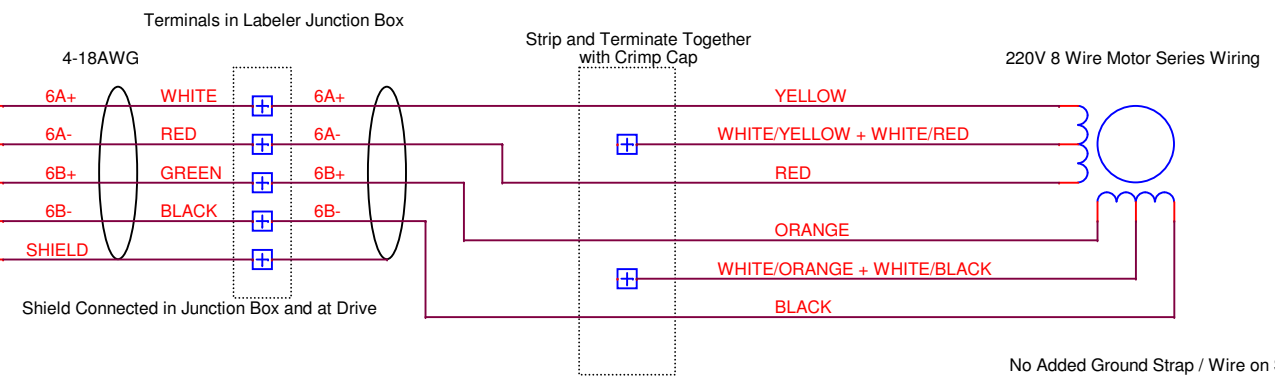 Terminals in Labeler Junction Box
Strip and Terminate Together
with Crimp Cap
4-18AWG
220V 8 Wire Motor Series Wiring
6A+ WHITE 6A+ YELLOW
6A- RED 6A- WHITE/YELLOW + WHITE/RED
6B+ GREEN 6B+ RED
6B- BLACK 6B-
ORANGE
SHIELD
WHITE/ORANGE + WHITE/BLACK
Shield Connected in Junction Box and at Drive
BLACK
No Added Ground Strap / Wire on